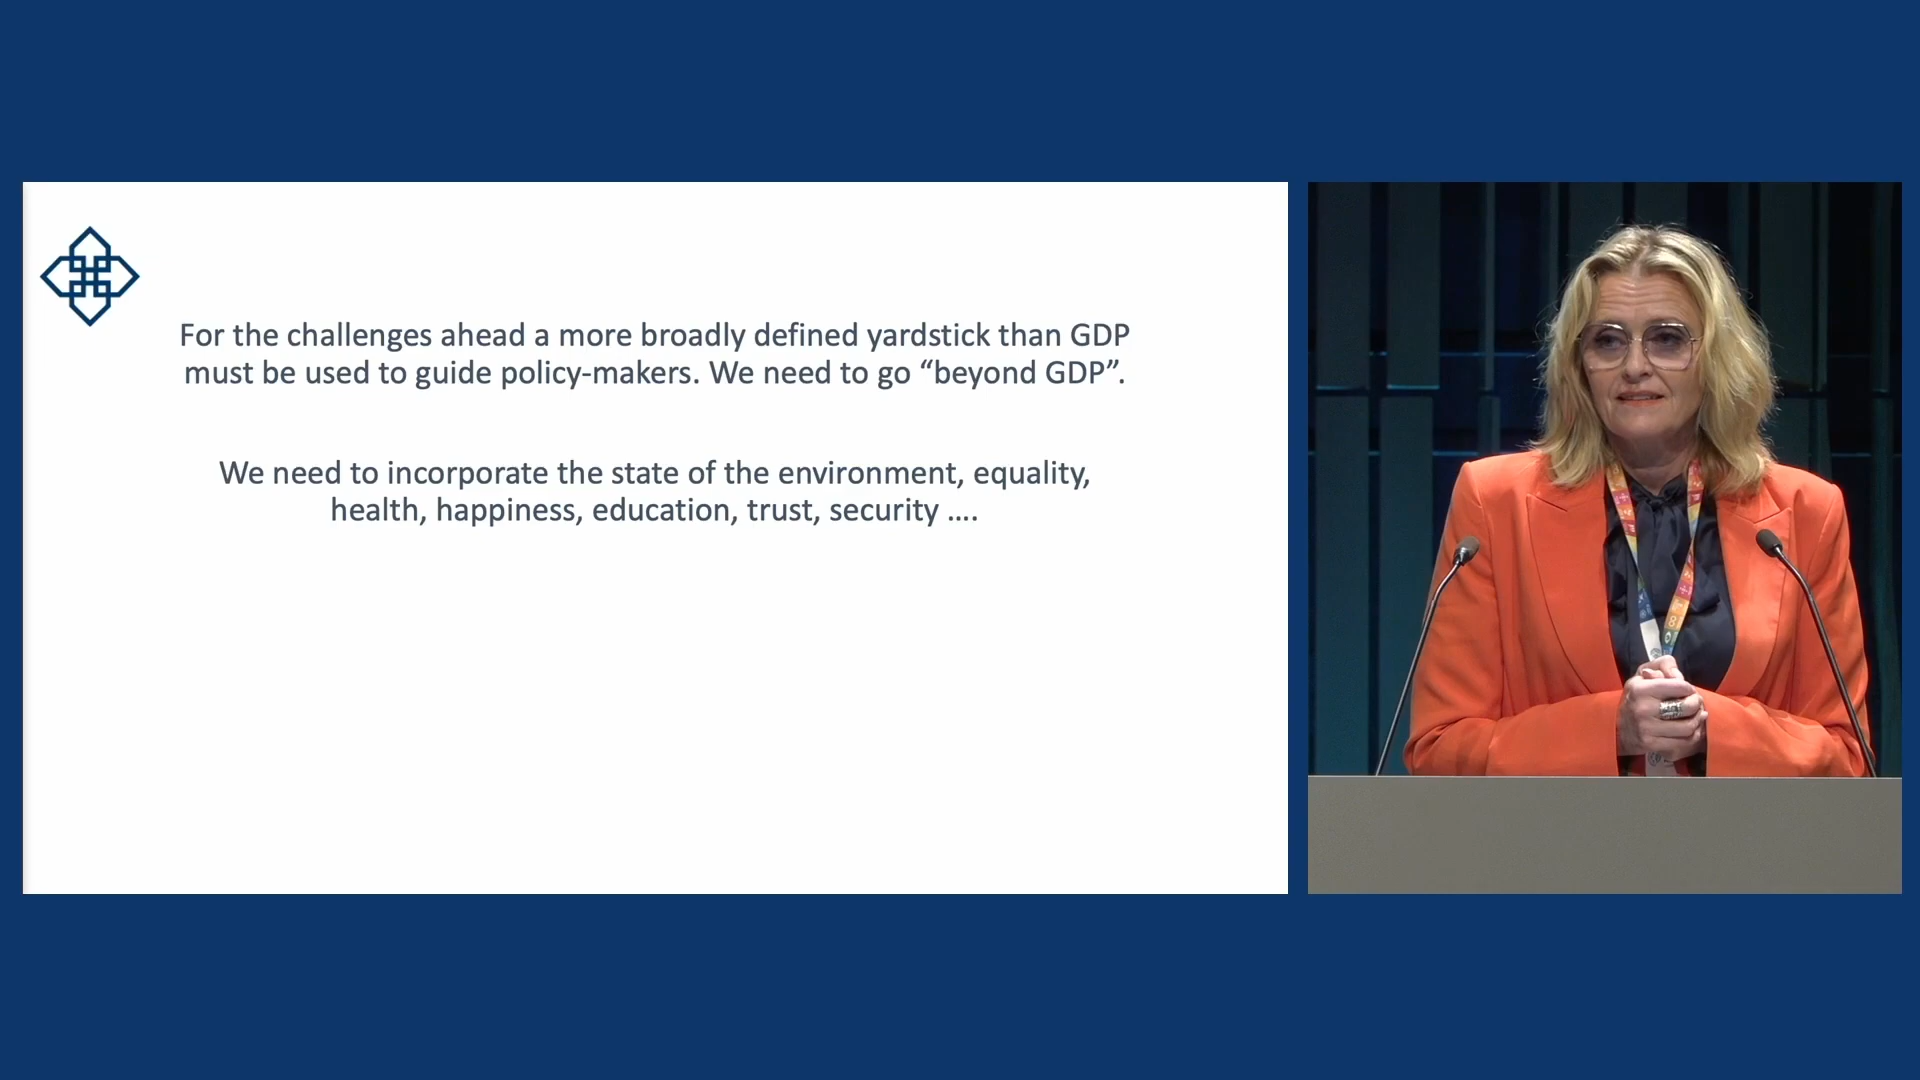 For the challenges ahead a more broadly defined yardstick than GDP
must be used to guide policy-makers. We need to go “beyond GDP”.
We need to incorporate the state of the environment, equality,
health, happiness, education, trust, security ....